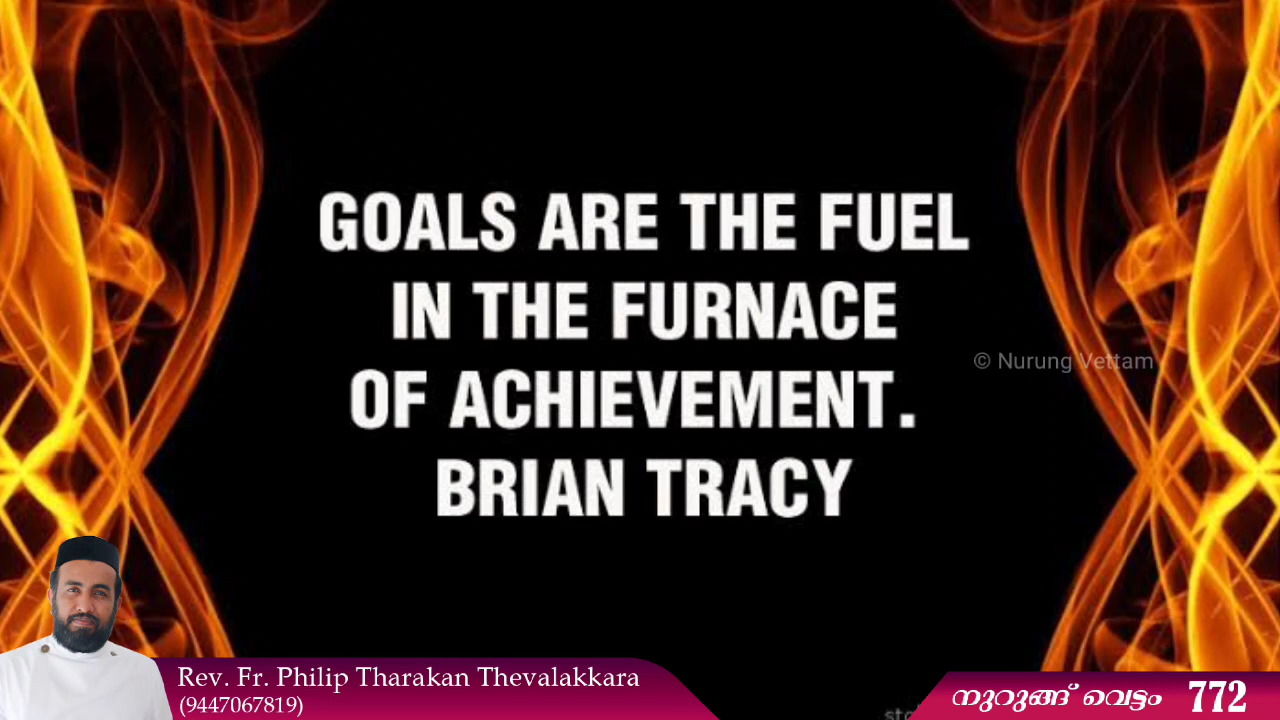 GOALS ARE THE FUEL
IN THE FURNACE
OF ACHIEVEMENT.
BRIAN TRACY
© Nurung Vettam
Rev. Fr. Philip Tharakan Thevalakkara
(9447067819)
നുറുങ്ങ് വെട്ടം 772